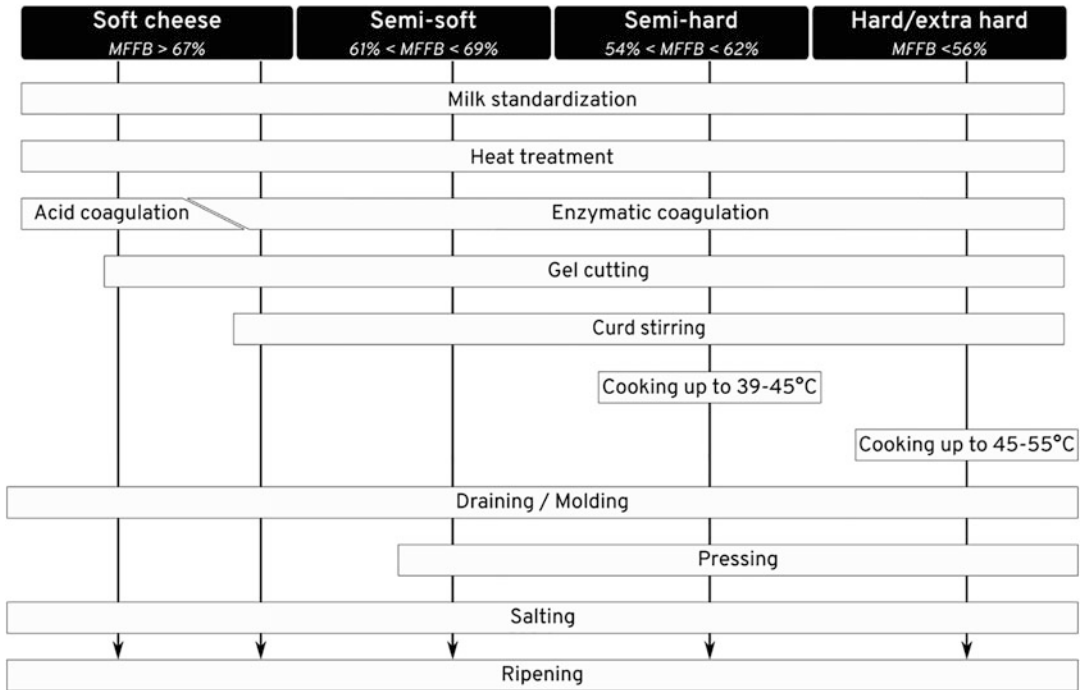 Soft cheese
MFFB > 67%
Semi-soft
61% < MFFB < 69%
Semi-hard
54% < MFFB < 62%
Hard/extra hard
MFFB <56%
Milk standardization
Heat treatment
Acid coagulation
Enzymatic coagulation
Gel cutting
Curd stirring
Cooking up to 39-45°C
Cooking up to 45-55°C
Draining / Molding
Pressing
Salting
Ripening